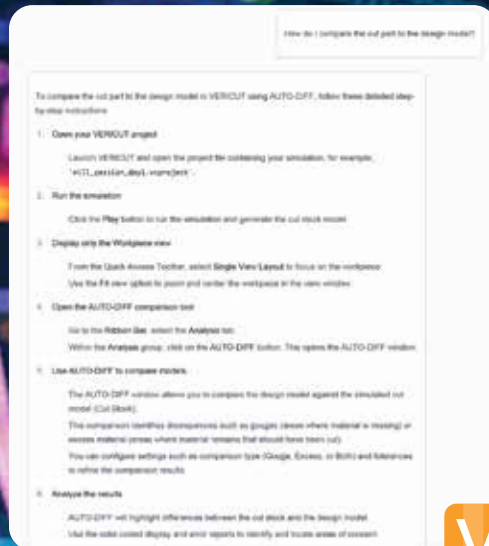 How do I compare the cut part to the design model?
To compare the cut part to the design model in VERICUT using AUTO-DIFF, follow these detailed step-
by-step instructions
1. Open your VERICUT project
Launch VERICUT and open the project file containing your simulation, for example,
2. Run the simulation
Click the Play button to run the simulation and generate the cut stock model
3. Display only the Workpiece view
From the Quick Access Toolbar, select Single View Layout to focus on the workpiece
Use the Fit view option to zoom and center the workpiece in the view window
4. Open the AUTO-DIFF comparison tool
Go to the Ribbon Bar, select the Analysis tab
Within the Analysis group, click on the AUTO-DIFF button. This opens the AUTO-DIFF window.
5. Use AUTO-DIFF to compare models
The AUTO-DIFF window allows you to compare the design model against the simulated cut
model (Cut Stock).
This comparison identifies discrepancies such as gouges (areas where material is missing) or
excess material (areas where material remains that should have been cut).
You can configure settings such as comparison type (Gouge, Excess, or Both) and tolerances
to refine the comparison results
6. Analyze the results
AUTO-DIFF will highlight differences between the cut stock and the design model.
Use the color-coded display and error reports to identify and locate areas of concern
V